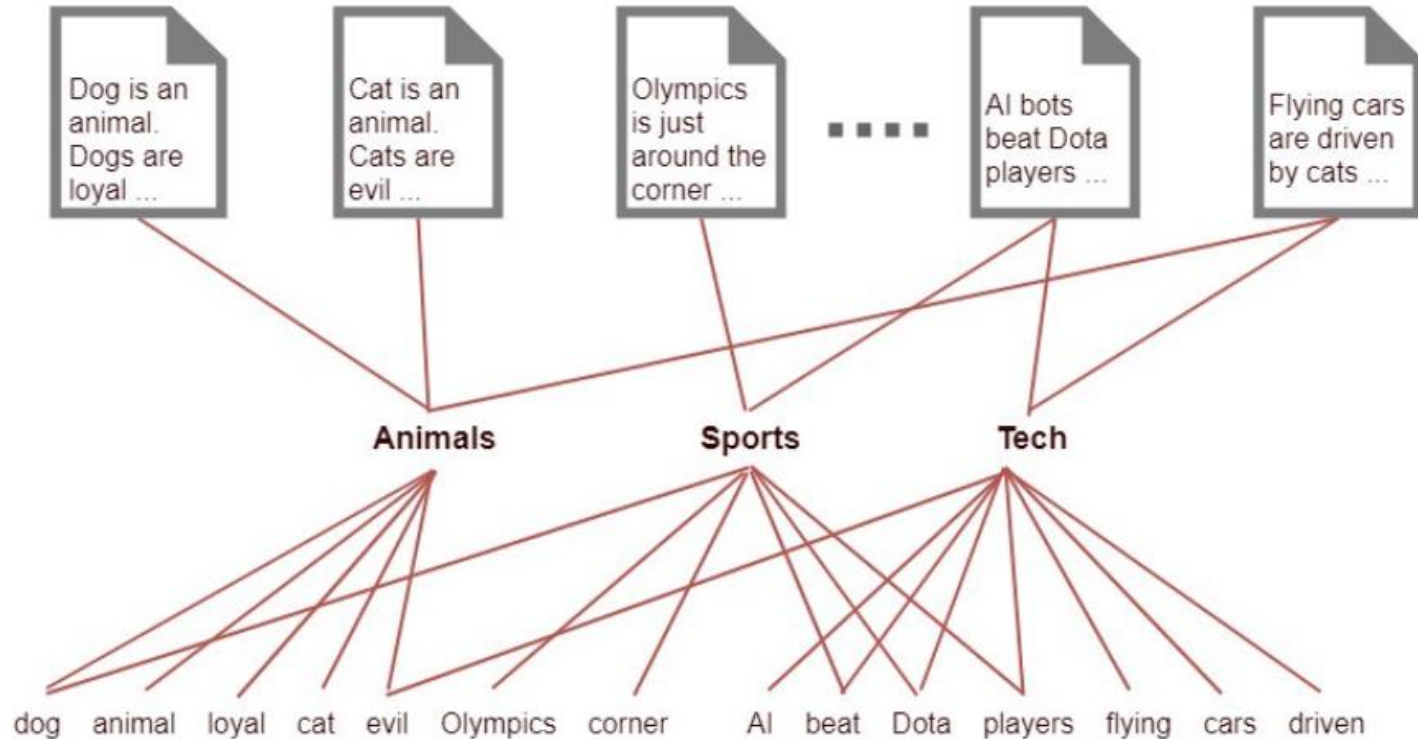 Dog is an
animal.
Dogs are
loyal ...
Cat is an
animal.
Cats are
evil ...
Olympics
is just
around the
corner ...
AI bots
beat Dota
players ...
Flying cars
are driven
by cats ...
Animals
Sports
Tech
dog animal loyal cat evil Olympics corner AI beat Dota players flying cars driven